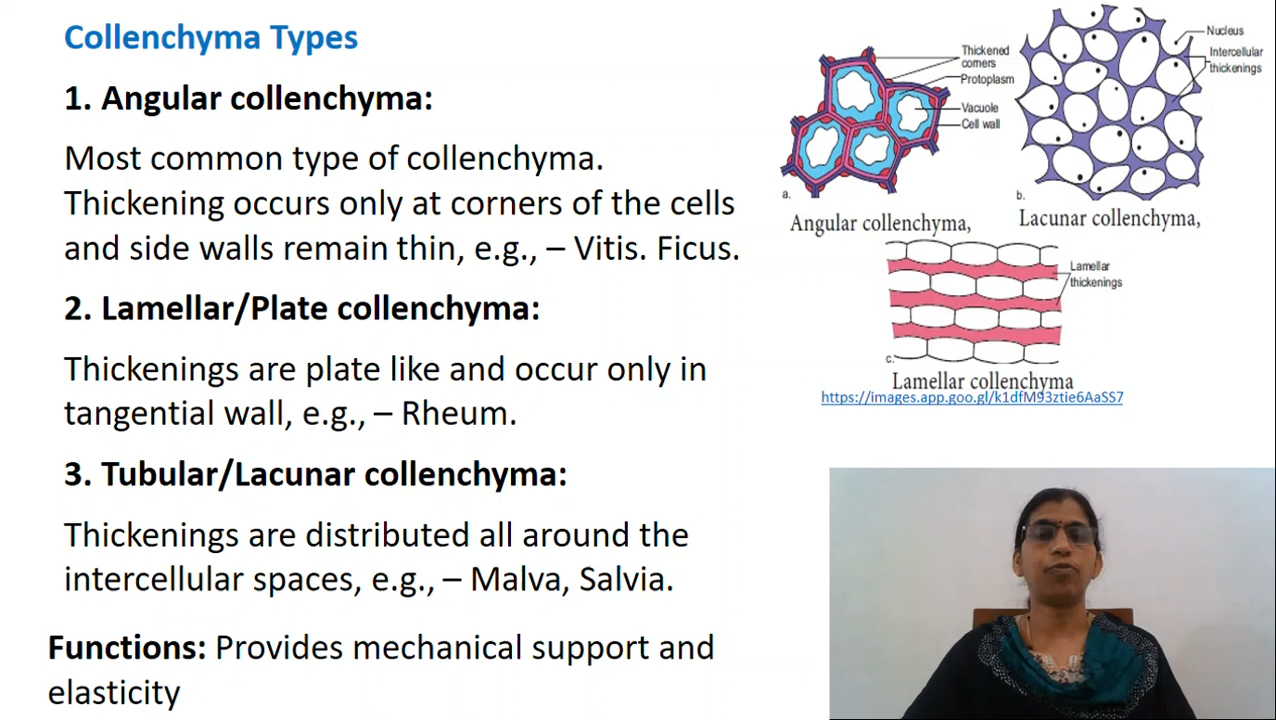 Collenchyma Types
1. Angular collenchyma:
Most common type of collenchyma.
Thickening occurs only at corners of the cells
and side walls remain thin, e.g., – Vitis. Ficus.
2. Lamellar/Plate collenchyma:
Thickenings are plate like and occur only in
tangential wall, e.g., – Rheum.
3. Tubular/Lacunar collenchyma:
Thickenings are distributed all around the
intercellular spaces, e.g., – Malva, Salvia.
Functions: Provides mechanical support and
elasticity
Thickened
corners
Protoplasm
Vacuole
Cell wall
a.
Angular collenchyma,
Nucleus
Intercellular
thickenings
b.
Lacunar collenchyma,
Lamellar
thickenings
c.
Lamellar collenchyma
https://images.app.goo.gl/k1dfM93ztie6AaSS7